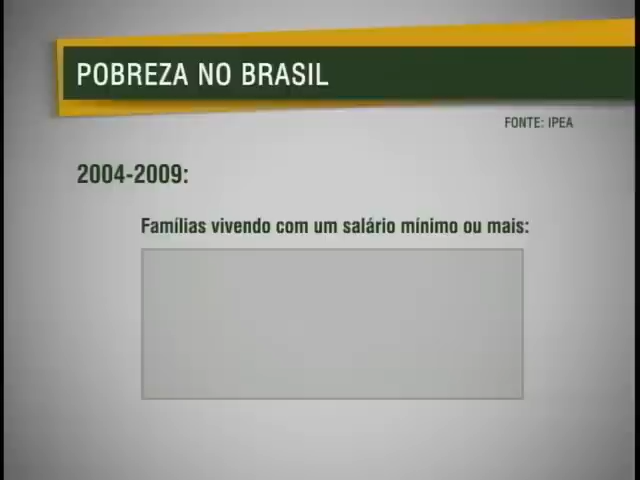 POBREZA NO BRASIL
FONTE: IPEA
2004-2009:
Famílias vivendo com um salário mínimo ou mais: